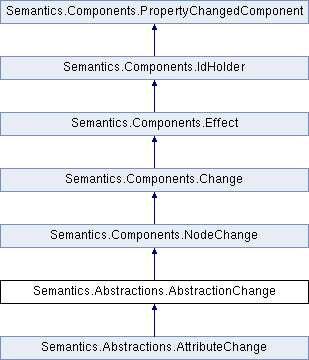 Semantics.Components.PropertyChangedComponent
Semantics.Components.IdHolder
Semantics.Components.Effect
Semantics.Components.Change
Semantics.Components.NodeChange
Semantics.Abstractions.AbstractionChange
Semantics.Abstractions.AttributeChange